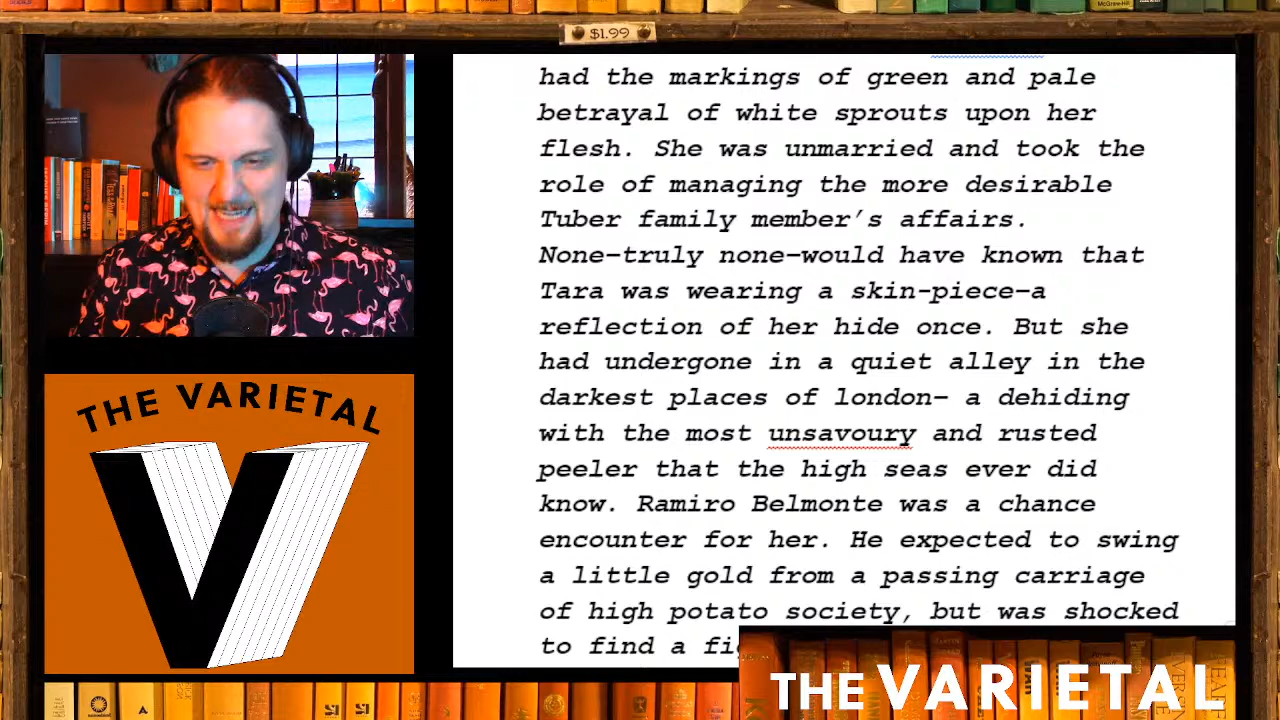 $1.99
had the markings of green and pale
betrayal of white sprouts upon her
flesh. She was unmarried and took the
role of managing the more desirable
Tuber family member's affairs.
None–truly none–would have known that
Tara was wearing a skin-piece–a
reflection of her hide once. But she
had undergone in a quiet alley in the
darkest places of london– a dehiding
with the most unsavoury and rusted
peeler that the high seas ever did
know. Ramiro Belmonte was a chance
encounter for her. He expected to swing
a little gold from a passing carriage
of high potato society, but was shocked
to find a
THE VARIETAL
THE VARIETAL